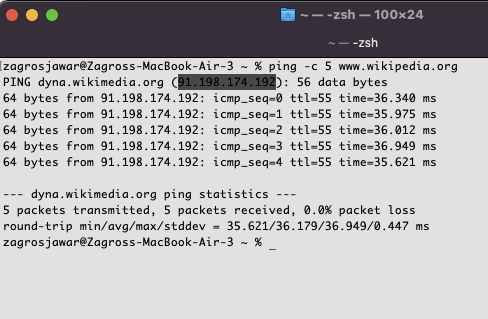 ~ — -zsh — 100×24
~ — -zsh
[zagrosjawar@Zagross-MacBook-Air-3 ~ % ping -c 5 www.wikipedia.org
PING dyna.wikimedia.org (91.198.174.192): 56 data bytes
64 bytes from 91.198.174.192: icmp_seq=0 ttl=55 time=36.340 ms
64 bytes from 91.198.174.192: icmp_seq=1 ttl=55 time=35.975 ms
64 bytes from 91.198.174.192: icmp_seq=2 ttl=55 time=36.012 ms
64 bytes from 91.198.174.192: icmp_seq=3 ttl=55 time=36.949 ms
64 bytes from 91.198.174.192: icmp_seq=4 ttl=55 time=35.621 ms
--- dyna.wikimedia.org ping statistics ---
5 packets transmitted, 5 packets received, 0.0% packet loss
round-trip min/avg/max/stddev = 35.621/36.179/36.949/0.447 ms
zagrosjawar@Zagross-MacBook-Air-3 ~ % _